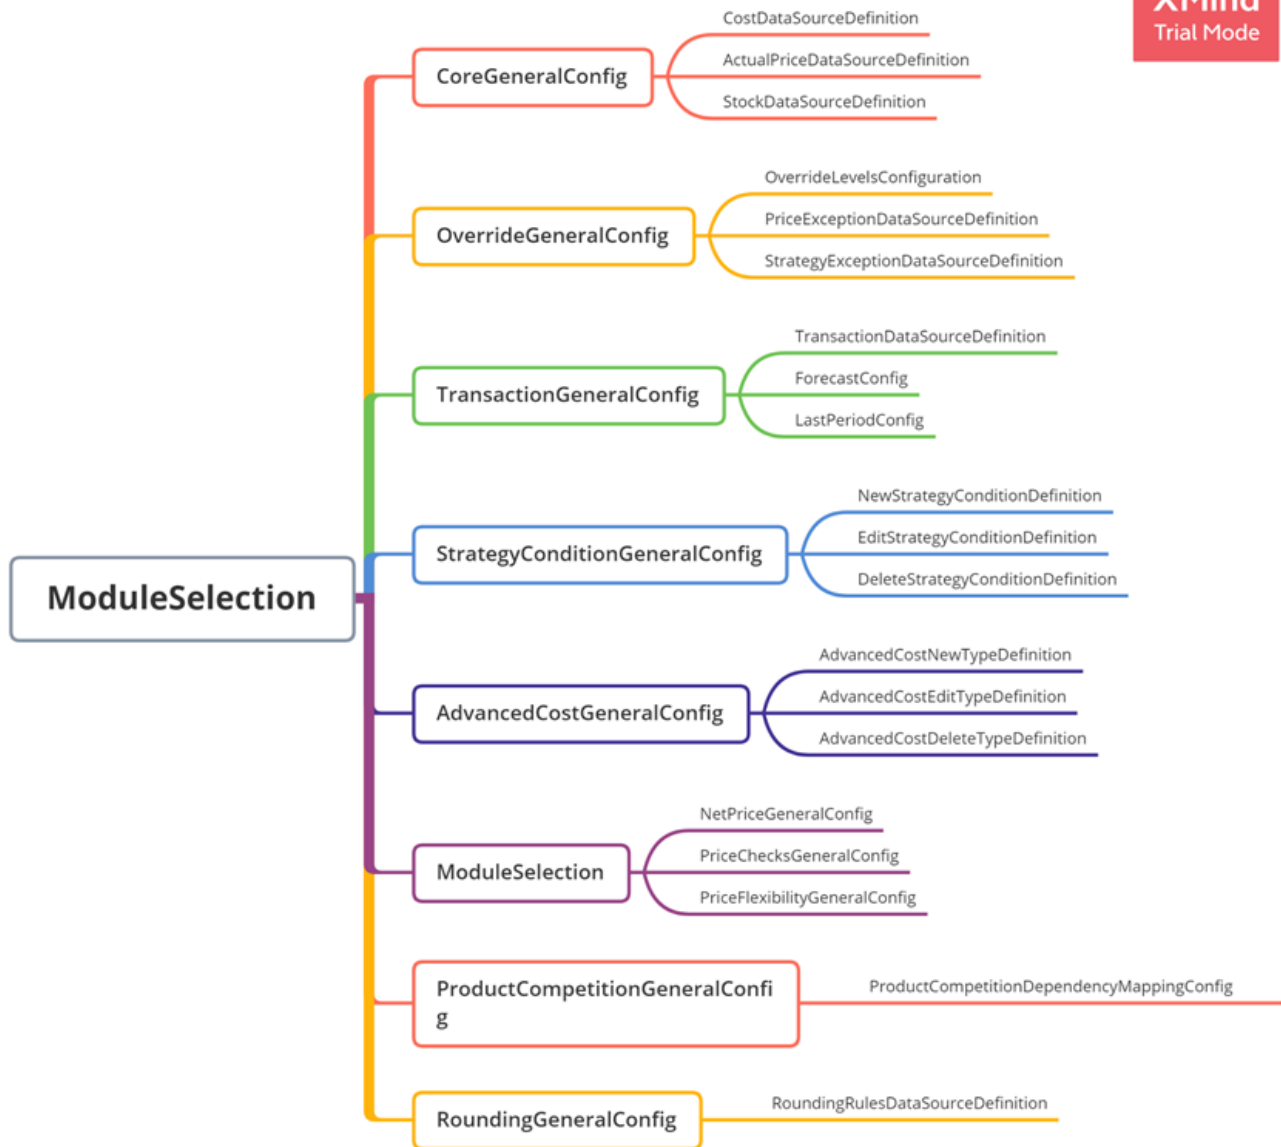 XMind
Trial Mode
CostDataSourceDefinition
CoreGeneralConfig
ActualPriceDataSourceDefinition
StockDataSourceDefinition
OverrideLevelsConfiguration
OverrideGeneralConfig
PriceExceptionDataSourceDefinition
StrategyExceptionDataSourceDefinition
TransactionDataSourceDefinition
TransactionGeneralConfig
ForecastConfig
LastPeriodConfig
NewStrategyConditionDefinition
StrategyConditionGeneralConfig
EditStrategyConditionDefinition
DeleteStrategyConditionDefinition
ModuleSelection
AdvancedCostNewTypeDefinition
AdvancedCostGeneralConfig
AdvancedCostEditTypeDefinition
AdvancedCostDeleteTypeDefinition
NetPriceGeneralConfig
ModuleSelection
PriceChecksGeneralConfig
PriceFlexibilityGeneralConfig
ProductCompetitionGeneralConfi
g
ProductCompetitionDependencyMappingConfig
RoundingGeneralConfig
RoundingRulesDataSourceDefinition